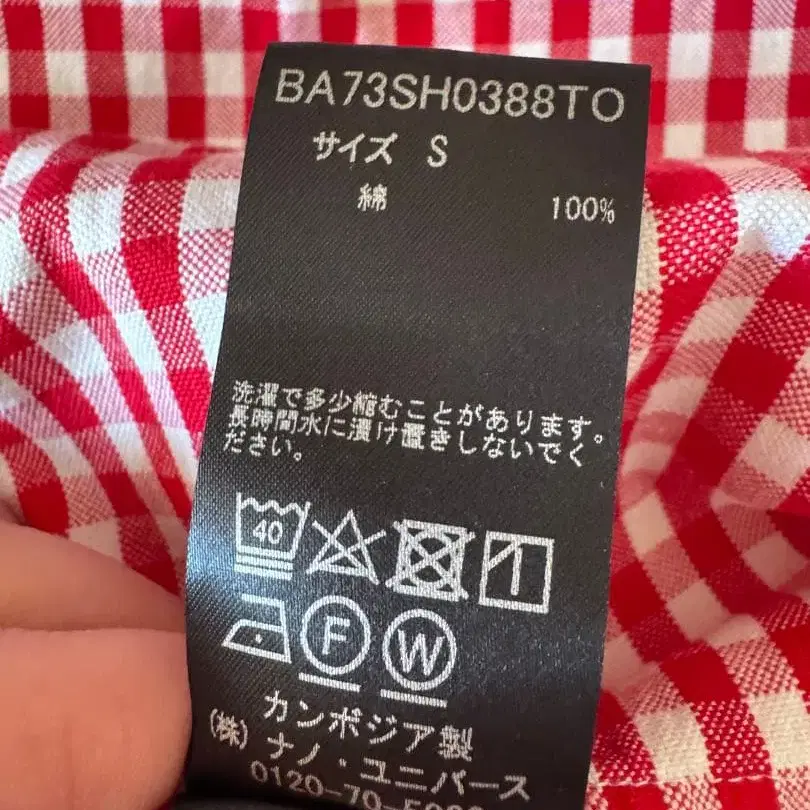 BA73SH0388TO
サイズ S
綿 100%
洗濯で多少縮むことがあります。
長時間水に漬け置きしないでく
ださい。
40
F W
カンボジア製
(株) ナノ・ユニバース
0120-70-